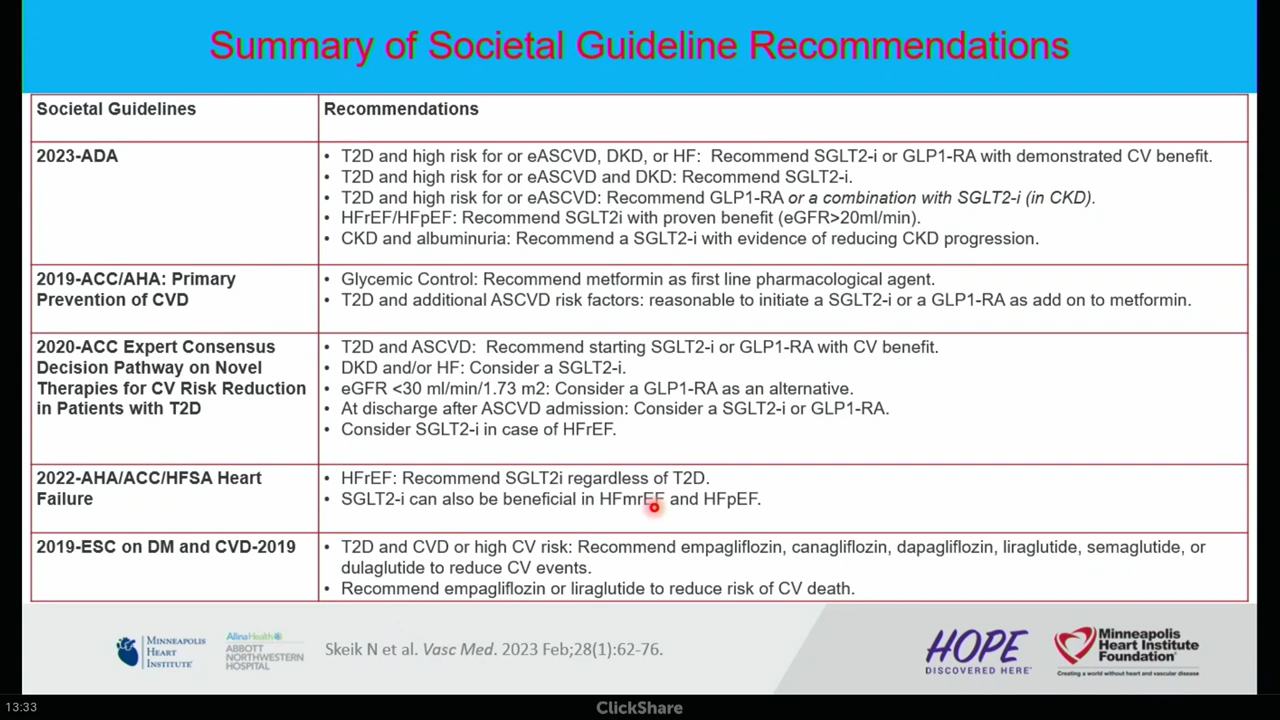 Summary of Societal Guideline Recommendations
Societal Guidelines
Recommendations
2023-ADA
• T2D and high risk for or eASCVD, DKD, or HF: Recommend SGLT2-i or GLP1-RA with demonstrated CV benefit.
• T2D and high risk for or eASCVD and DKD: Recommend SGLT2-i.
• T2D and high risk for or eASCVD: Recommend GLP1-RA or a combination with SGLT2-i (in CKD).
• HFrEF/HFpEF: Recommend SGLT2i with proven benefit (eGFR>20ml/min).
• CKD and albuminuria: Recommend a SGLT2-i with evidence of reducing CKD progression.
2019-ACC/AHA: Primary
Prevention of CVD
• Glycemic Control: Recommend metformin as first line pharmacological agent.
• T2D and additional ASCVD risk factors: reasonable to initiate a SGLT2-i or a GLP1-RA as add on to metformin.
2020-ACC Expert Consensus
Decision Pathway on Novel
Therapies for CV Risk Reduction
in Patients with T2D
• T2D and ASCVD: Recommend starting SGLT2-i or GLP1-RA with CV benefit.
• DKD and/or HF: Consider a SGLT2-i.
• eGFR <30 ml/min/1.73 m2: Consider a GLP1-RA as an alternative.
• At discharge after ASCVD admission: Consider a SGLT2-i or GLP1-RA.
• Consider SGLT2-i in case of HFrEF.
2022-AHA/ACC/HFSA Heart
Failure
• HFrEF: Recommend SGLT2i regardless of T2D.
• SGLT2-i can also be beneficial in HFmrEF and HFpEF.
2019-ESC on DM and CVD-2019
• T2D and CVD or high CV risk: Recommend empagliflozin, canagliflozin, dapagliflozin, liraglutide, semaglutide, or
dulaglutide to reduce CV events.
• Recommend empagliflozin or liraglutide to reduce risk of CV death.
MINNEAPOLIS
HEART
INSTITUTE®
Allina Health
ABBOTT
NORTHWESTERN
HOSPITAL
Skeik N et al. Vasc Med. 2023 Feb;28(1):62-76.
HOPE
DISCOVERED HERE
Minneapolis
Heart Institute
Foundation
Creating a world without heart and vascular disease
13:33
ClickShare